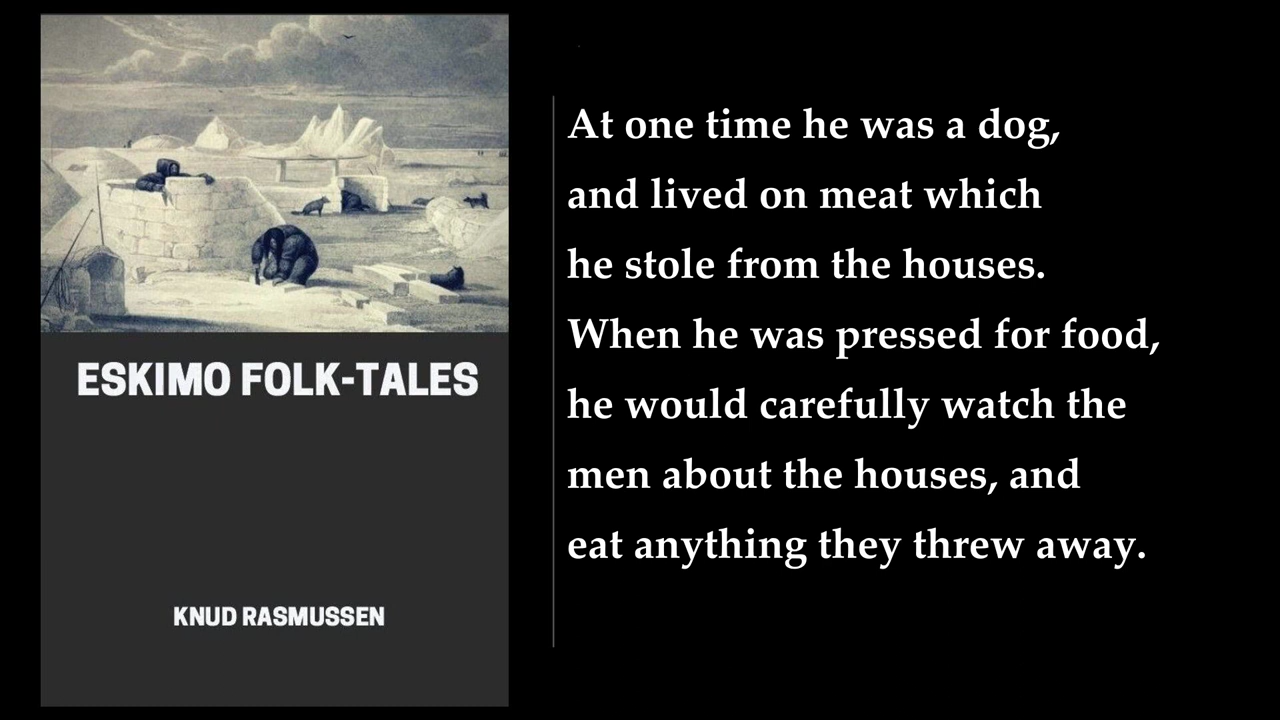 ESKIMO FOLK-TALES
KNUD RASMUSSEN
At one time he was a dog,
and lived on meat which
he stole from the houses.
When he was pressed for food,
he would carefully watch the
men about the houses, and
eat anything they threw away.